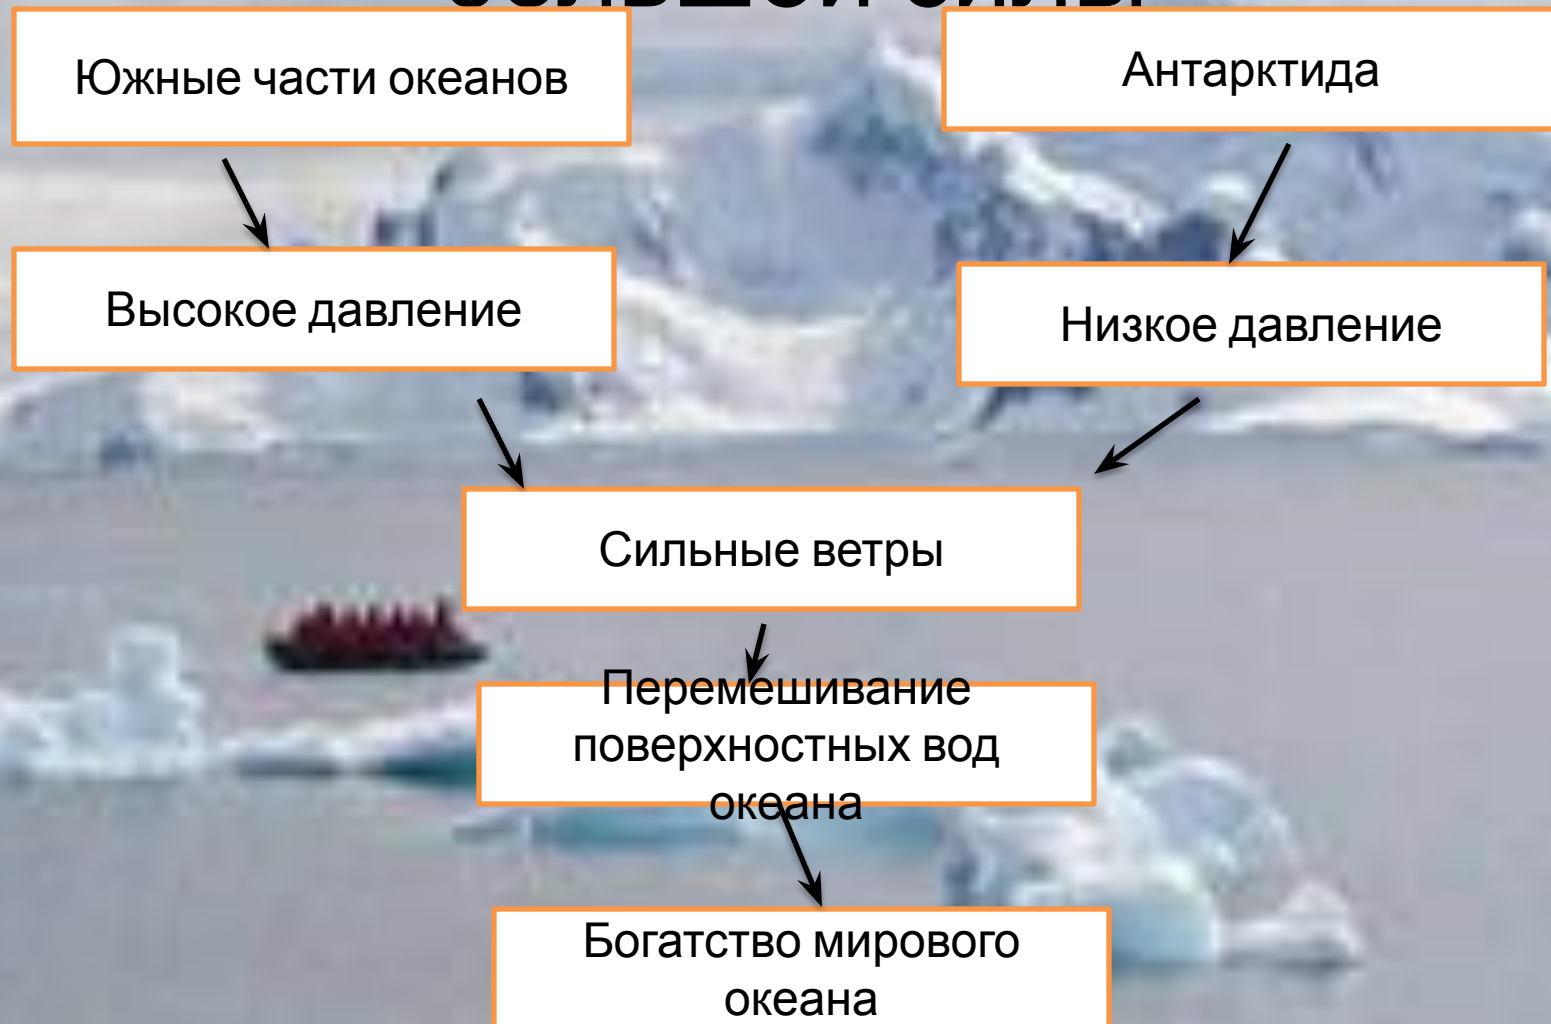 Южные части океанов
Антарктида
Высокое давление
Низкое давление
Сильные ветры
Перемешивание
поверхностных вод
океана
Богатство мирового
океана